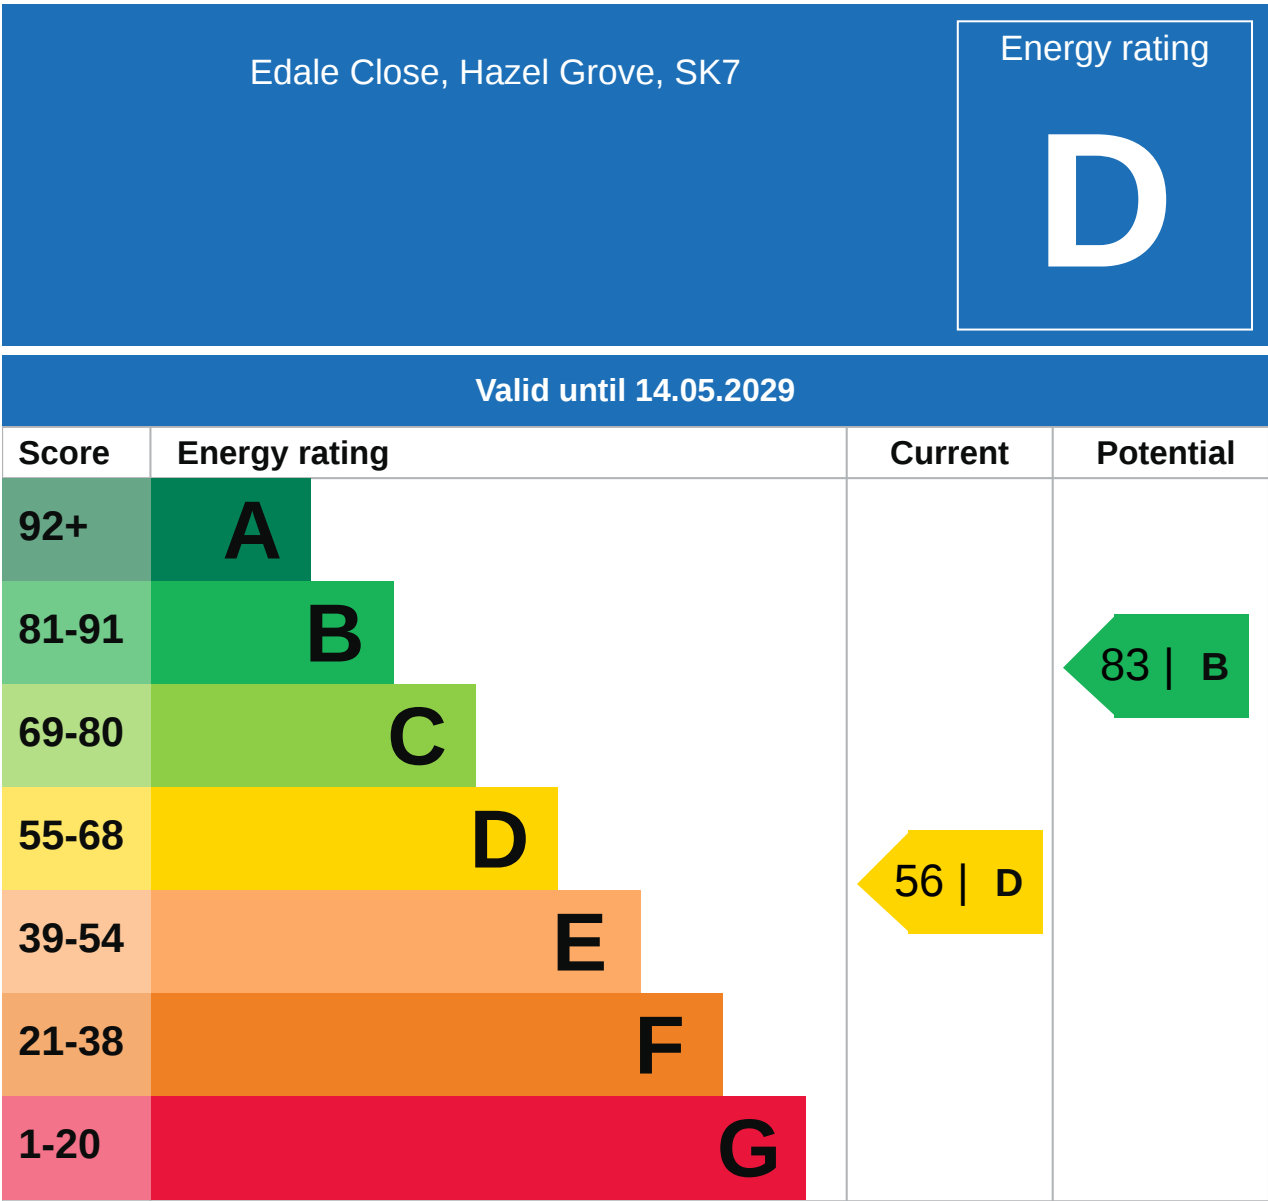 Edale Close, Hazel Grove, SK7
Energy rating
D
Valid until 14.05.2029
Score Energy rating Current Potential
92+ A
81-91 B
83 | B
69-80 C
55-68 D
56 | D
39-54 E
21-38 F
1-20 G